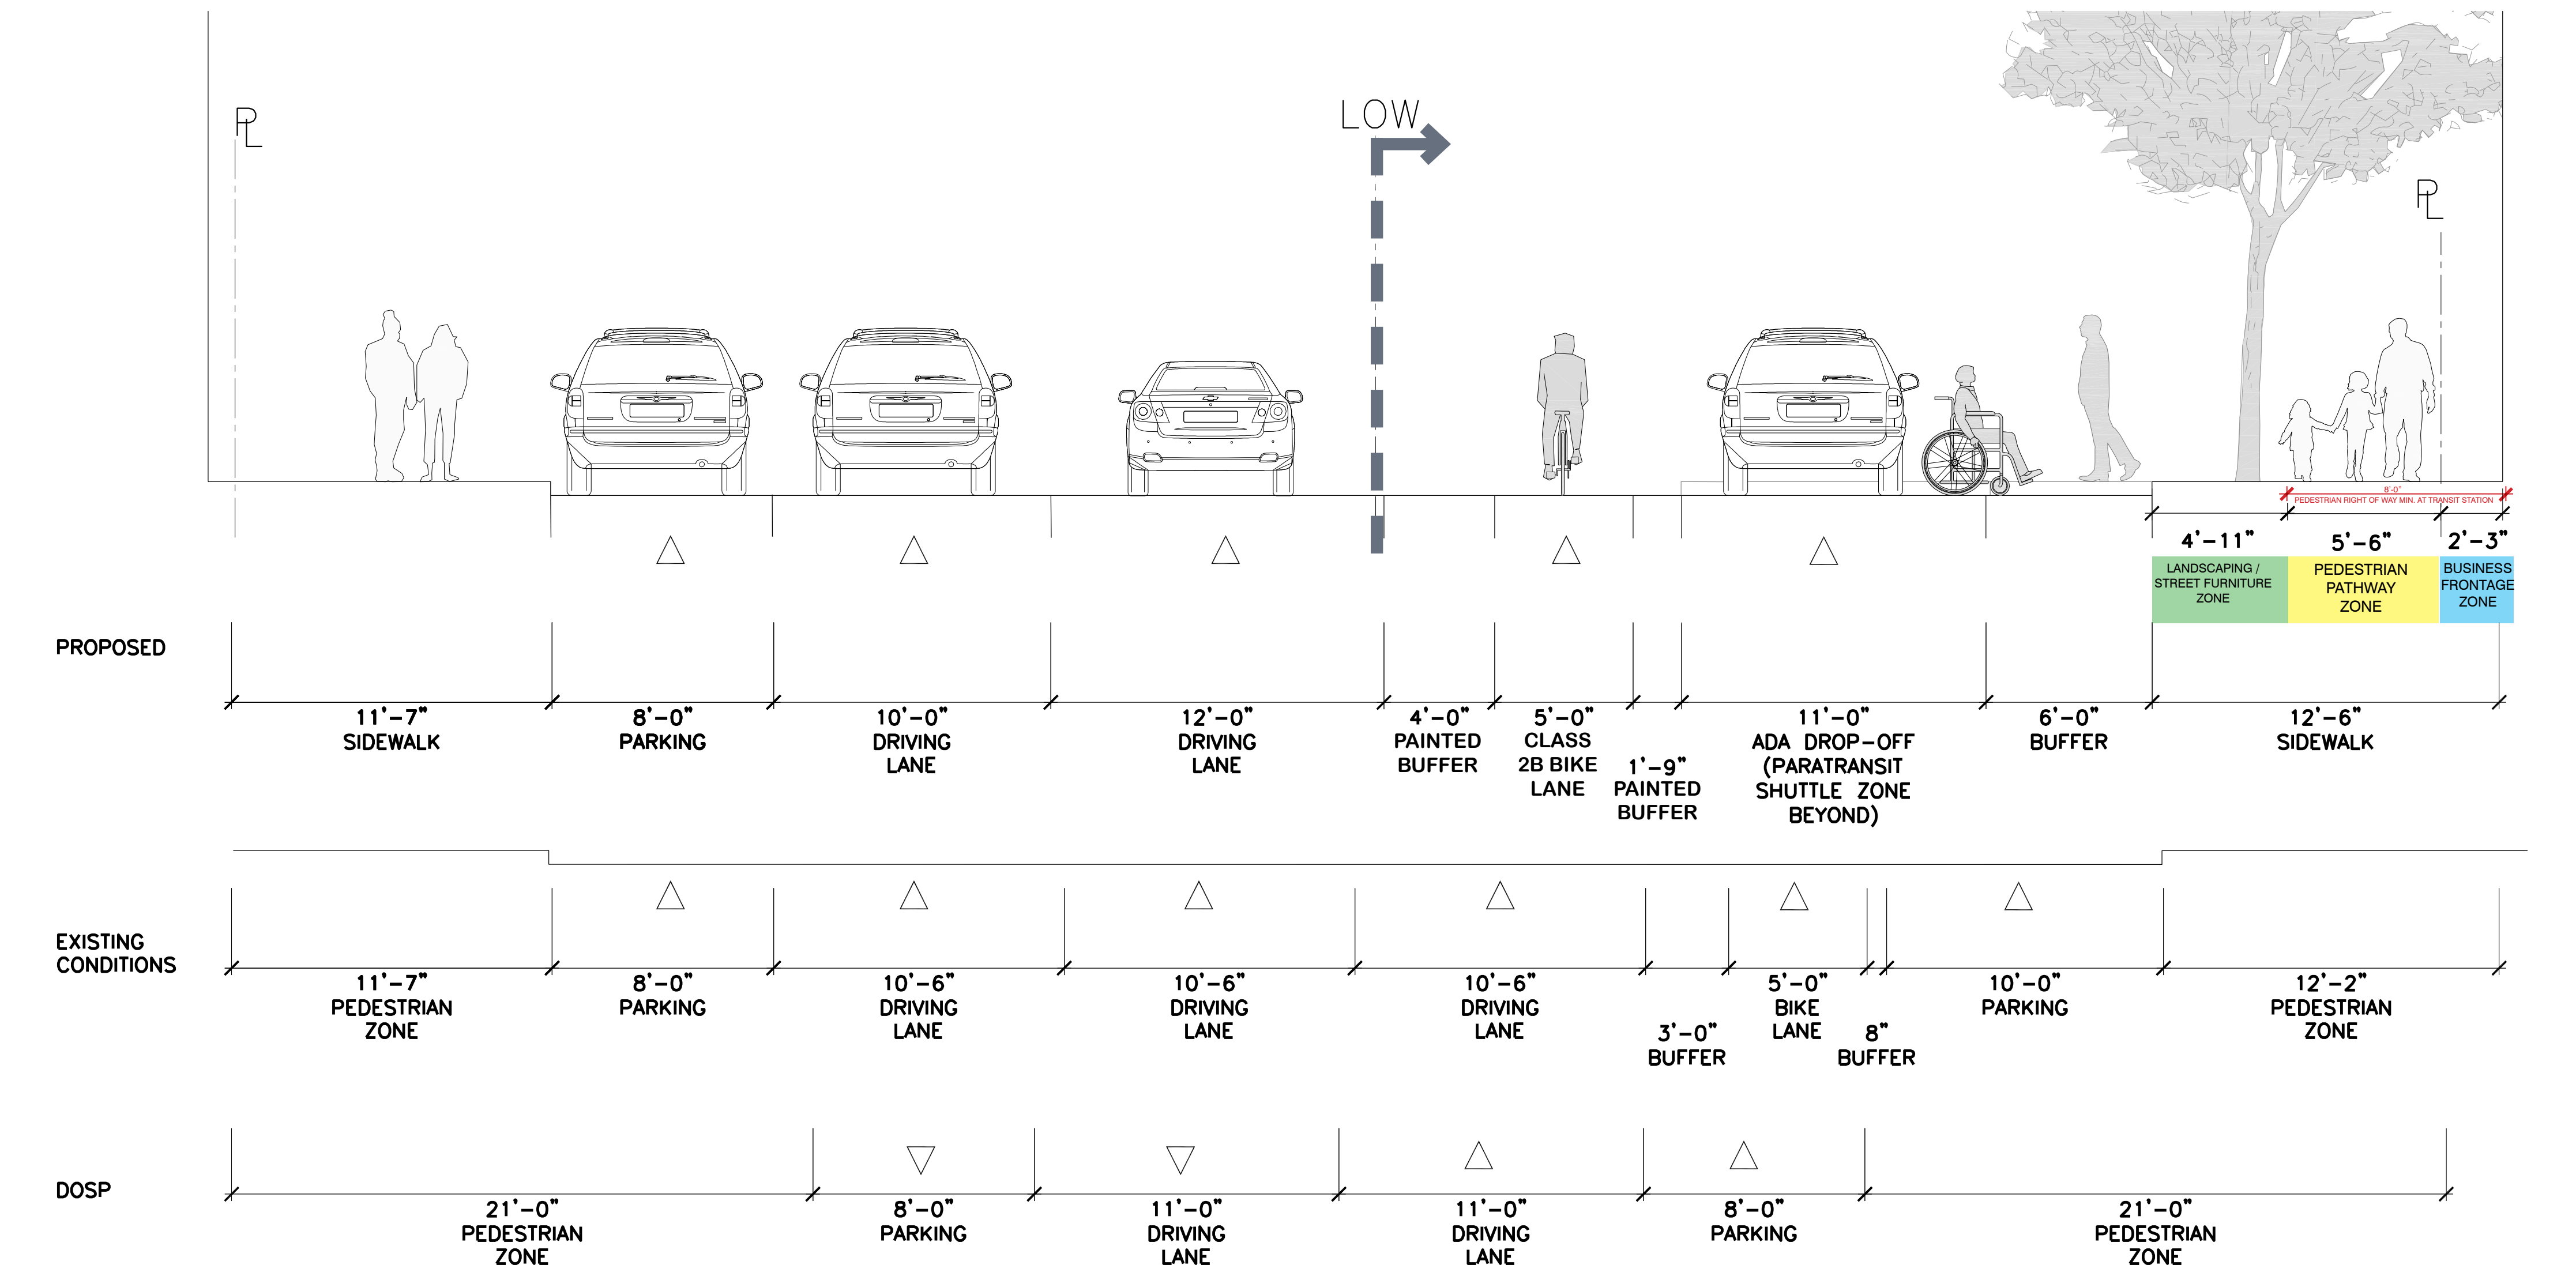 PL
LOW
PL
8'-0"
PEDESTRIAN RIGHT OF WAY MIN. AT TRANSIT STATION
4'-11"
5'-6"
2'-3"
LANDSCAPING /
STREET FURNITURE
ZONE
PEDESTRIAN
PATHWAY
ZONE
BUSINESS
FRONTAGE
ZONE
PROPOSED
11'-7"
SIDEWALK
8'-0"
PARKING
10'-0"
DRIVING
LANE
12'-0"
DRIVING
LANE
4'-0"
PAINTED
BUFFER
5'-0"
CLASS
2B BIKE
LANE
1'-9"
PAINTED
BUFFER
11'-0"
ADA DROP-OFF
(PARATRANSIT
SHUTTLE ZONE
BEYOND)
6'-0"
BUFFER
12'-6"
SIDEWALK
EXISTING
CONDITIONS
11'-7"
PEDESTRIAN
ZONE
8'-0"
PARKING
10'-6"
DRIVING
LANE
10'-6"
DRIVING
LANE
10'-6"
DRIVING
LANE
3'-0"
BUFFER
5'-0"
BIKE
LANE
8"
BUFFER
10'-0"
PARKING
12'-2"
PEDESTRIAN
ZONE
DOSP
21'-0"
PEDESTRIAN
ZONE
8'-0"
PARKING
11'-0"
DRIVING
LANE
11'-0"
DRIVING
LANE
8'-0"
PARKING
21'-0"
PEDESTRIAN
ZONE